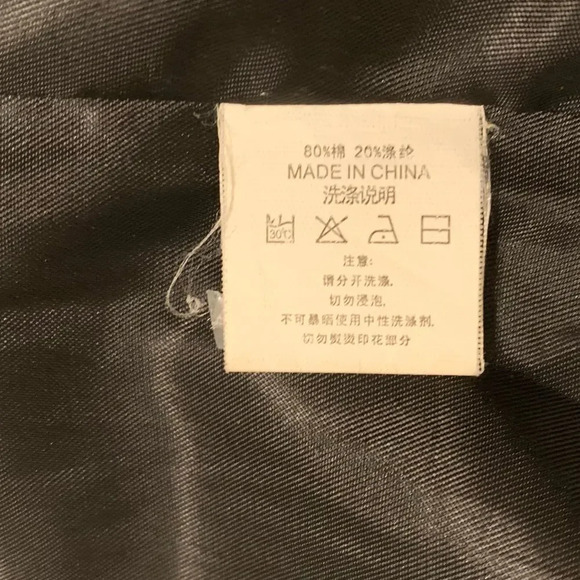 80%棉 20%涤纶
MADE IN CHINA
洗涤说明
30℃
注意:
请分开洗涤.
切勿浸泡.
不可暴晒使用中性洗涤剂.
切勿熨烫印花部分